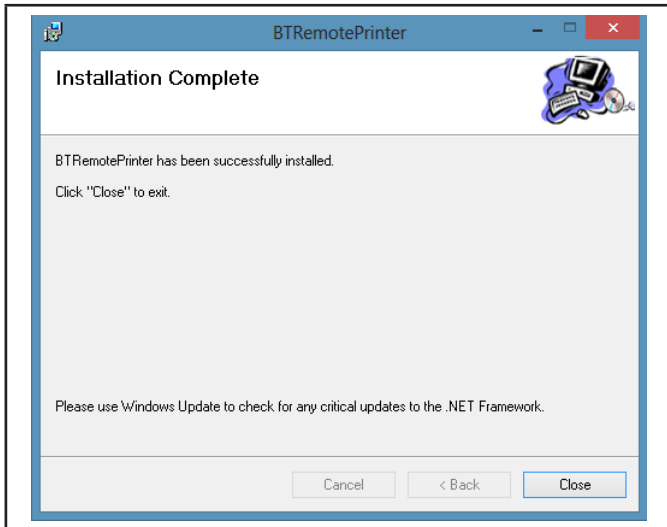 BTRemotePrinter
Installation Complete
BTRemotePrinter has been successfully installed.
Click "Close" to exit.
Please use Windows Update to check for any critical updates to the .NET Framework.
Cancel
< Back
Close